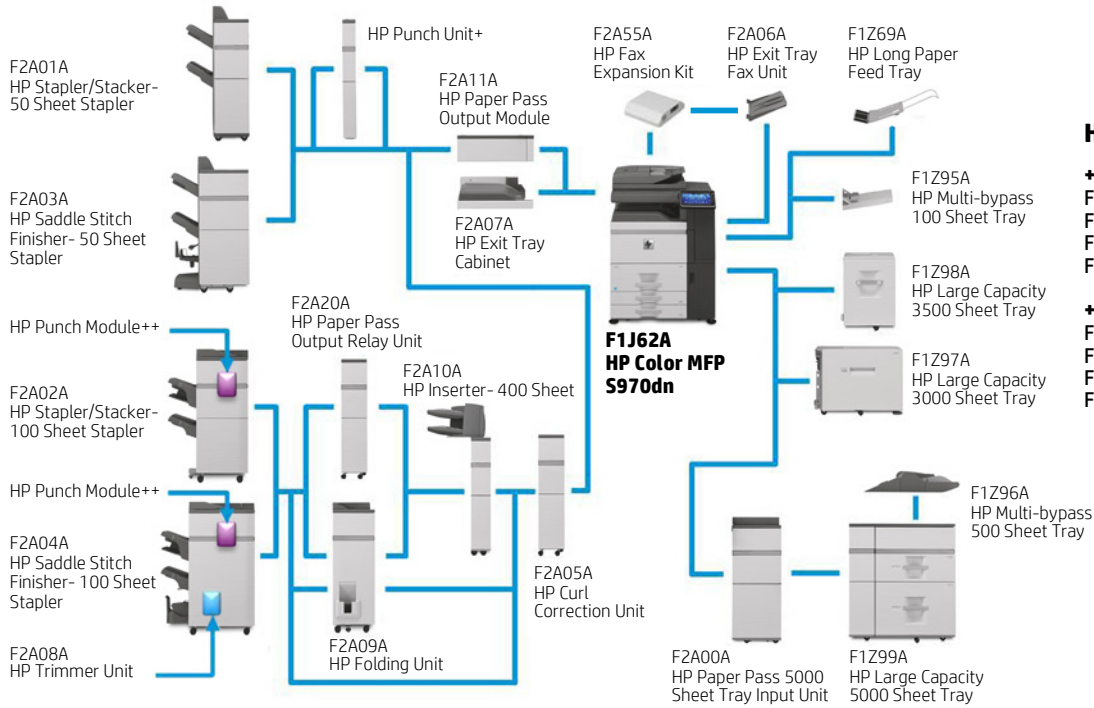 F2A01A
HP Stapler/Stacker-
50 Sheet Stapler
HP Punch Unit+
F2A11A
HP Paper Pass
Output Module
F2A55A
HP Fax
Expansion Kit
F2A06A
HP Exit Tray
Fax Unit
F1Z69A
HP Long Paper
Feed Tray
F2A03A
HP Saddle Stitch
Finisher- 50 Sheet
Stapler
F2A07A
HP Exit Tray
Cabinet
F1Z95A
HP Multi-bypass
100 Sheet Tray
F1Z98A
HP Large Capacity
3500 Sheet Tray
F1J62A
HP Color MFP
S970dn
F1Z97A
HP Large Capacity
3000 Sheet Tray
HP Punch Module++
F2A20A
HP Paper Pass
Output Relay Unit
F2A10A
HP Inserter- 400 Sheet
F2A02A
HP Stapler/Stacker-
100 Sheet Stapler
HP Punch Module++
F2A04A
HP Saddle Stitch
Finisher- 100 Sheet
Stapler
F2A08A
HP Trimmer Unit
F2A09A
HP Folding Unit
F2A05A
HP Curl
Correction Unit
F1Z96A
HP Multi-bypass
500 Sheet Tray
F2A00A
HP Paper Pass 5000
Sheet Tray Input Unit
F1Z99A
HP Large Capacity
5000 Sheet Tray
H
+
F
F
F
F
+
F
F
F
F